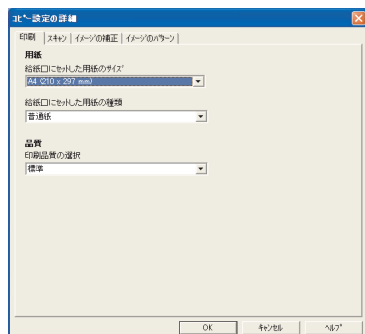 ｺﾋﾟｰ設定の詳細
印刷 | ｽｷｬﾝ | ｲﾒｰｼﾞの補正 | ｲﾒｰｼﾞのﾊﾟﾀｰﾝ |
用紙
給紙口にｾｯﾄした用紙のｻｲｽﾞ
A4 (210 x 297 mm)
給紙口にｾｯﾄした用紙の種類
普通紙
品質
印刷品質の選択
標準
OK ｷｬﾝｾﾙ ﾍﾙﾌﾟ